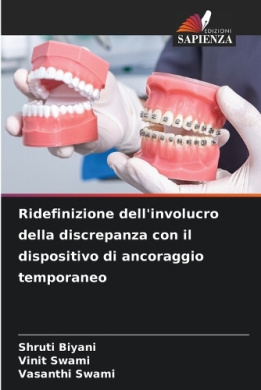 EDIZIONI
SAPIENZA
Ridefinizione dell'involucro
della discrepanza con il
dispositivo di ancoraggio
temporaneo
Shruti Biyani
Vinit Swami
Vasanthi Swami